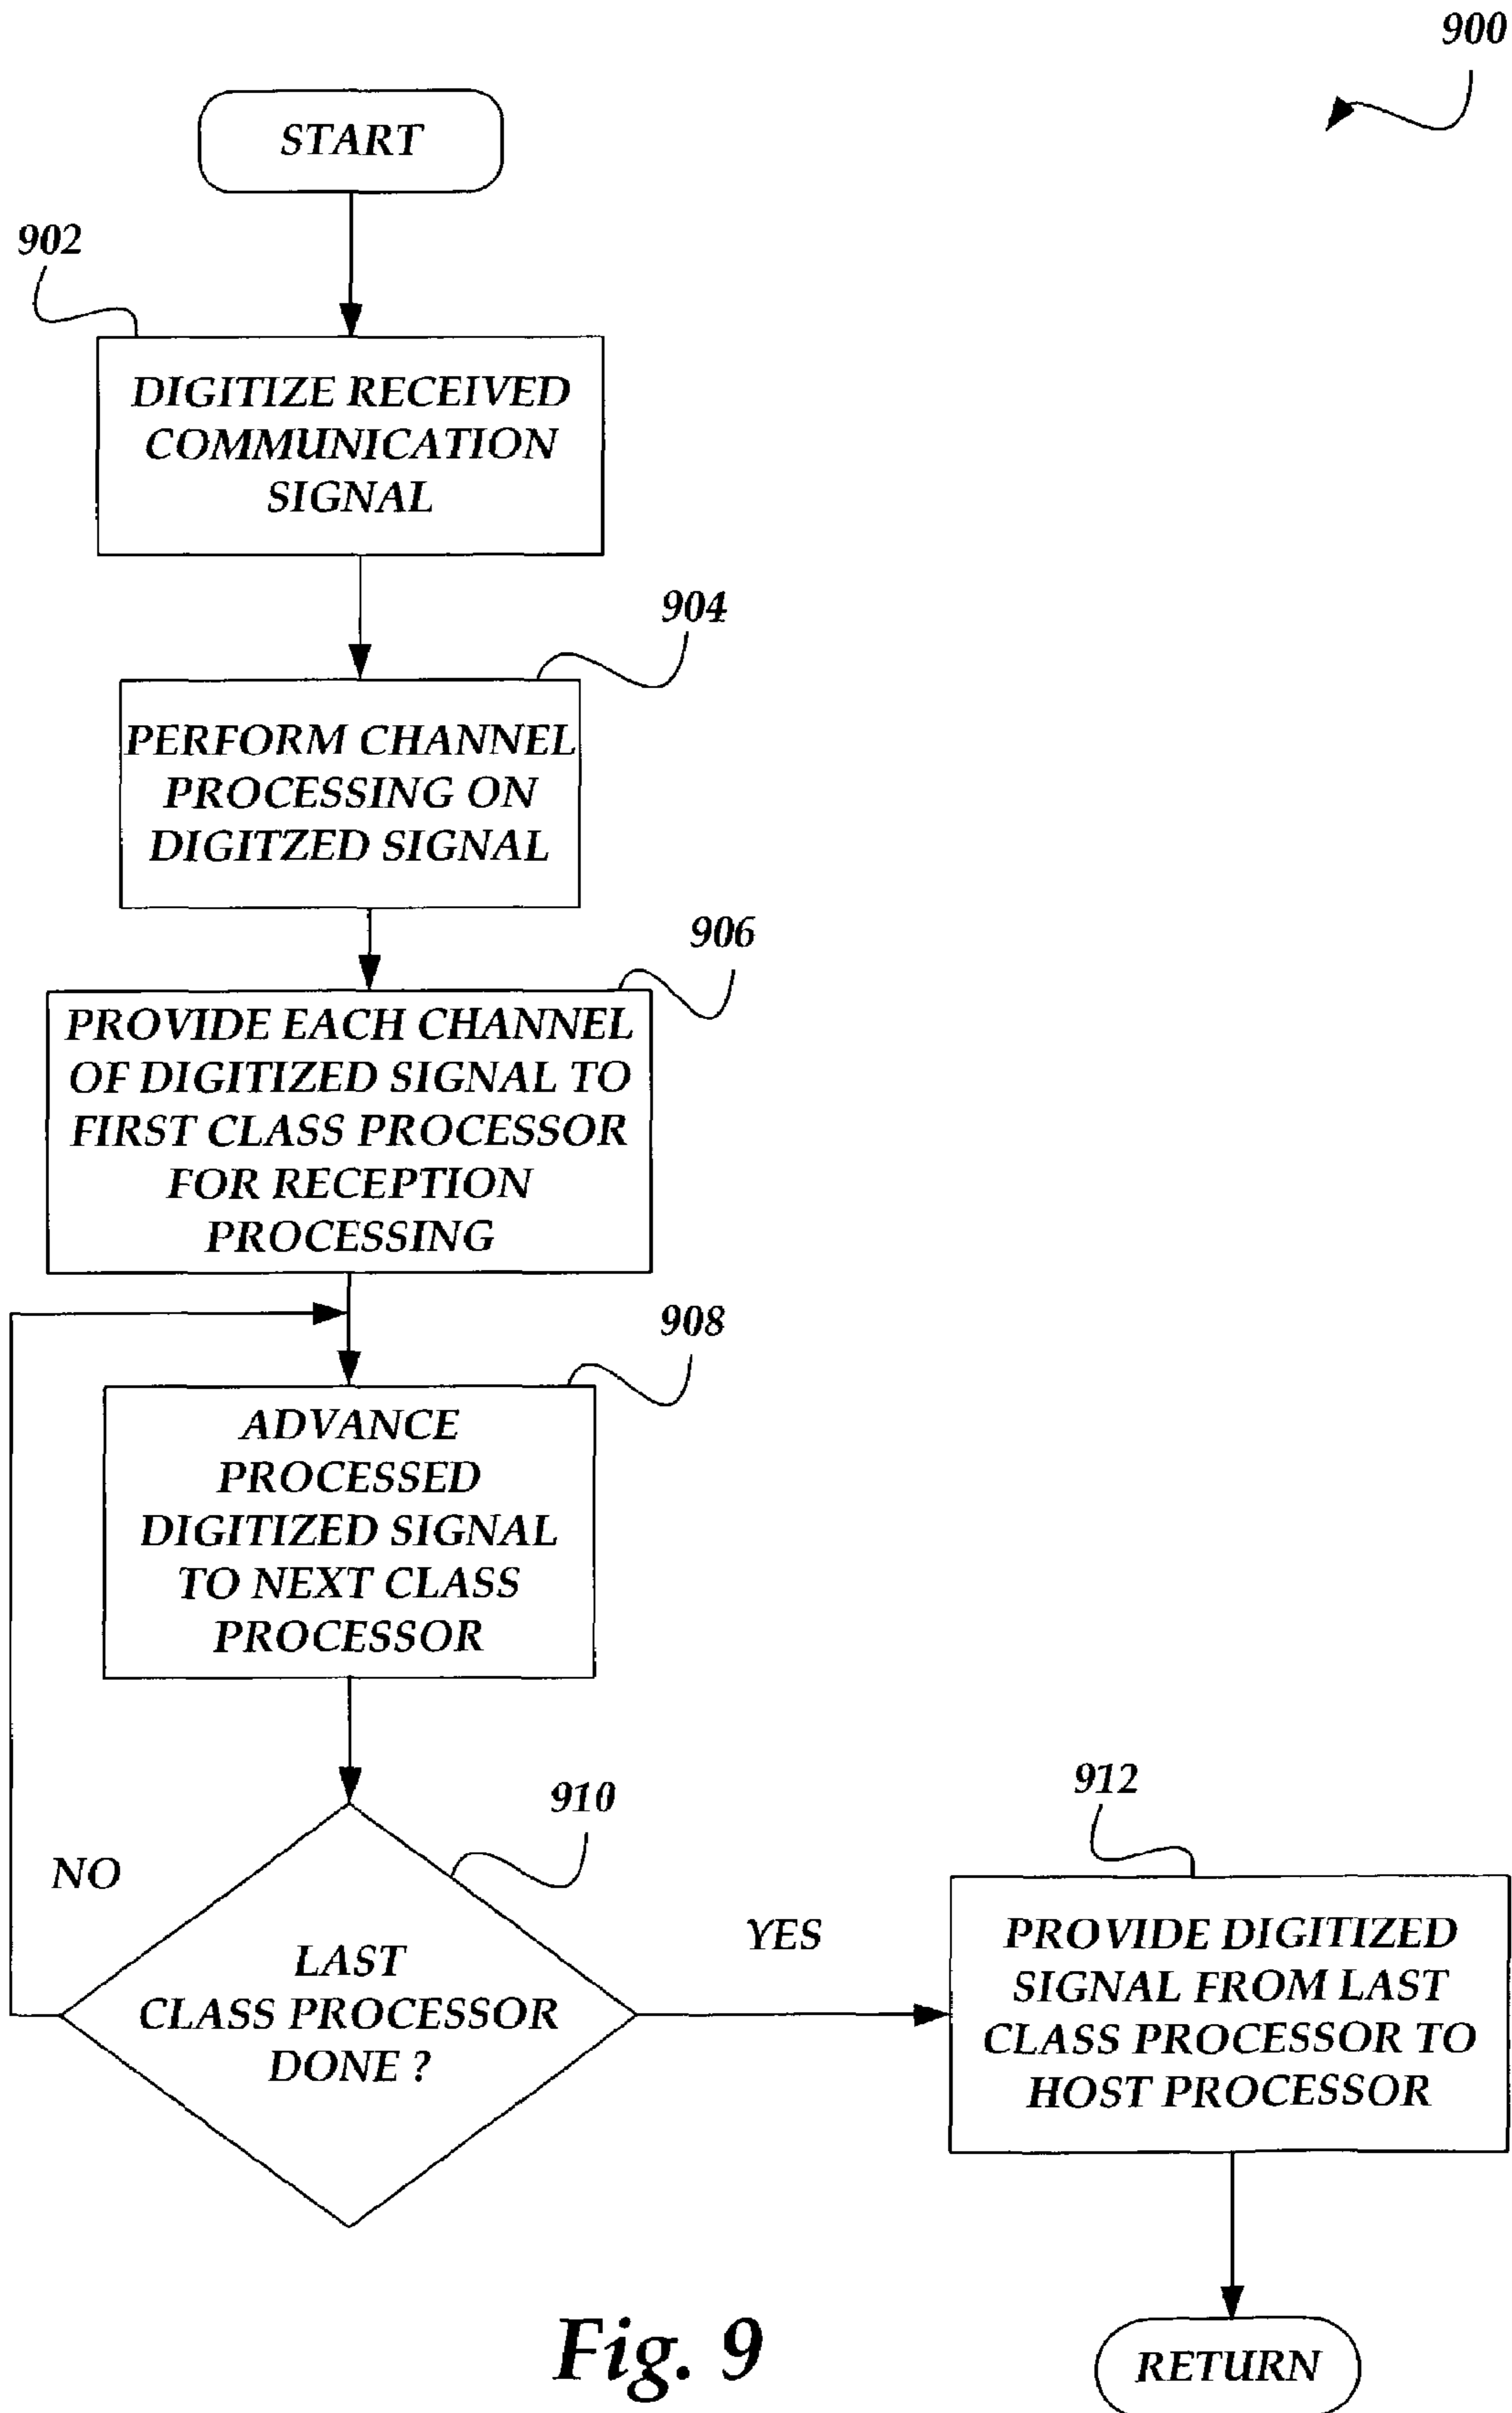 900
START
902
DIGITIZE RECEIVED
COMMUNICATION
SIGNAL
904
PERFORM CHANNEL
PROCESSING ON
DIGITZED SIGNAL
906
PROVIDE EACH CHANNEL
OF DIGITIZED SIGNAL TO
FIRST CLASS PROCESSOR
FOR RECEPTION
PROCESSING
908
ADVANCE
PROCESSED
DIGITIZED SIGNAL
TO NEXT CLASS
PROCESSOR
910
NO
LAST
CLASS PROCESSOR
DONE ?
YES
912
PROVIDE DIGITIZED
SIGNAL FROM LAST
CLASS PROCESSOR TO
HOST PROCESSOR
RETURN
Fig. 9